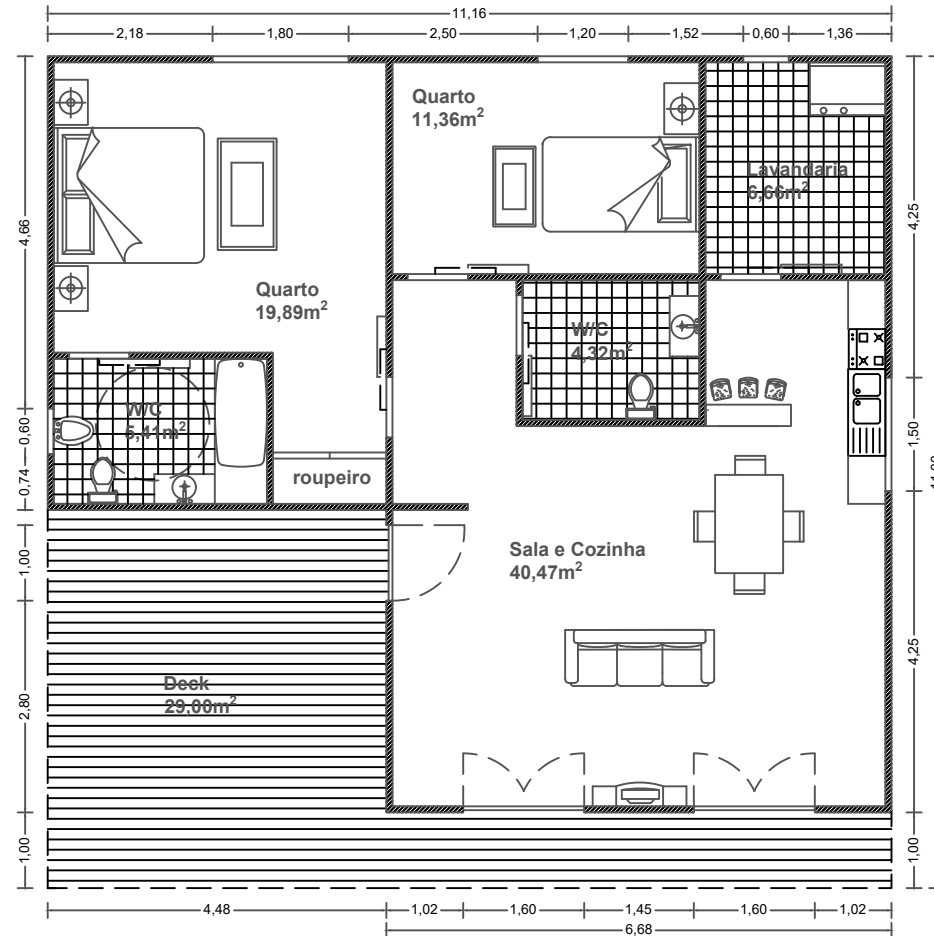 11,16
2,18 1,80 2,50 1,20 1,52 0,60 1,36
Quarto
11,36m²
Lavandaria
6,66m²
4,66
4,25
Quarto
19,89m²
W/C
4,32m²
W/C
5,41m²
0,60
1,50
roupeiro
0,74
Sala e Cozinha
40,47m²
1,00
4,25
Deck
29,00m²
2,80
1,00
1,00
4,48 1,02 1,60 1,45 1,60 1,02
6,68